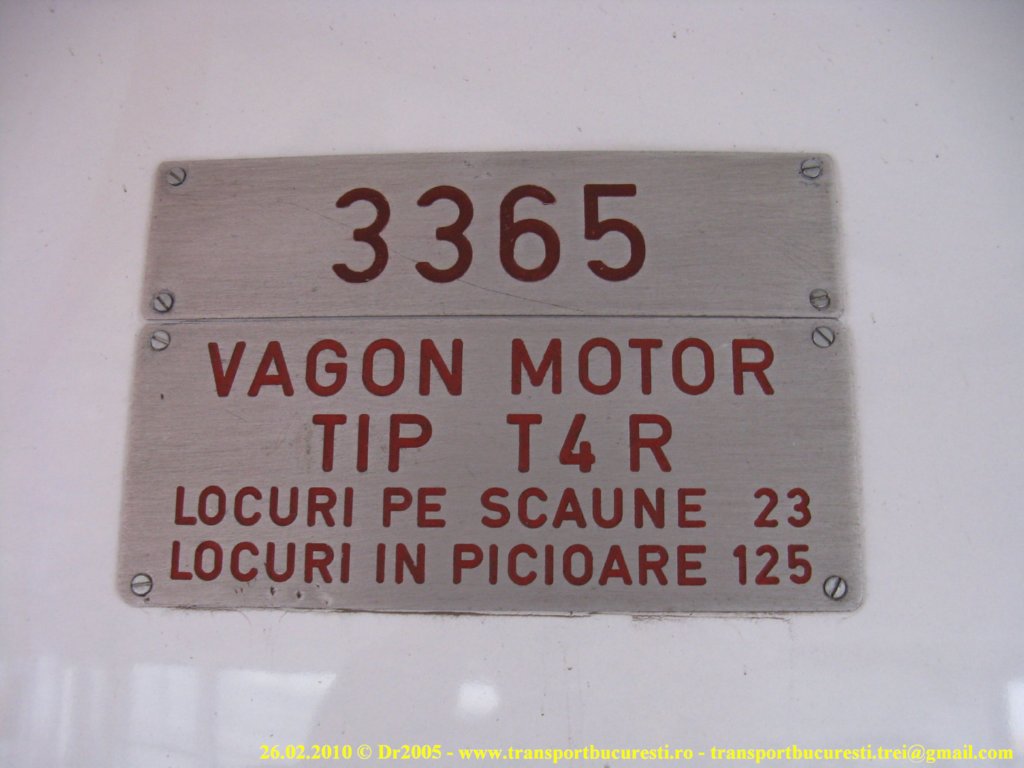 3365
VAGON MOTOR
TIP T4R
LOCURI PE SCAUNE 23
LOCURI IN PICIOARE 125
26.02.2010 © Dr2005 - www.transportbucuresti.ro - transportbucuresti.trei@gmail.com